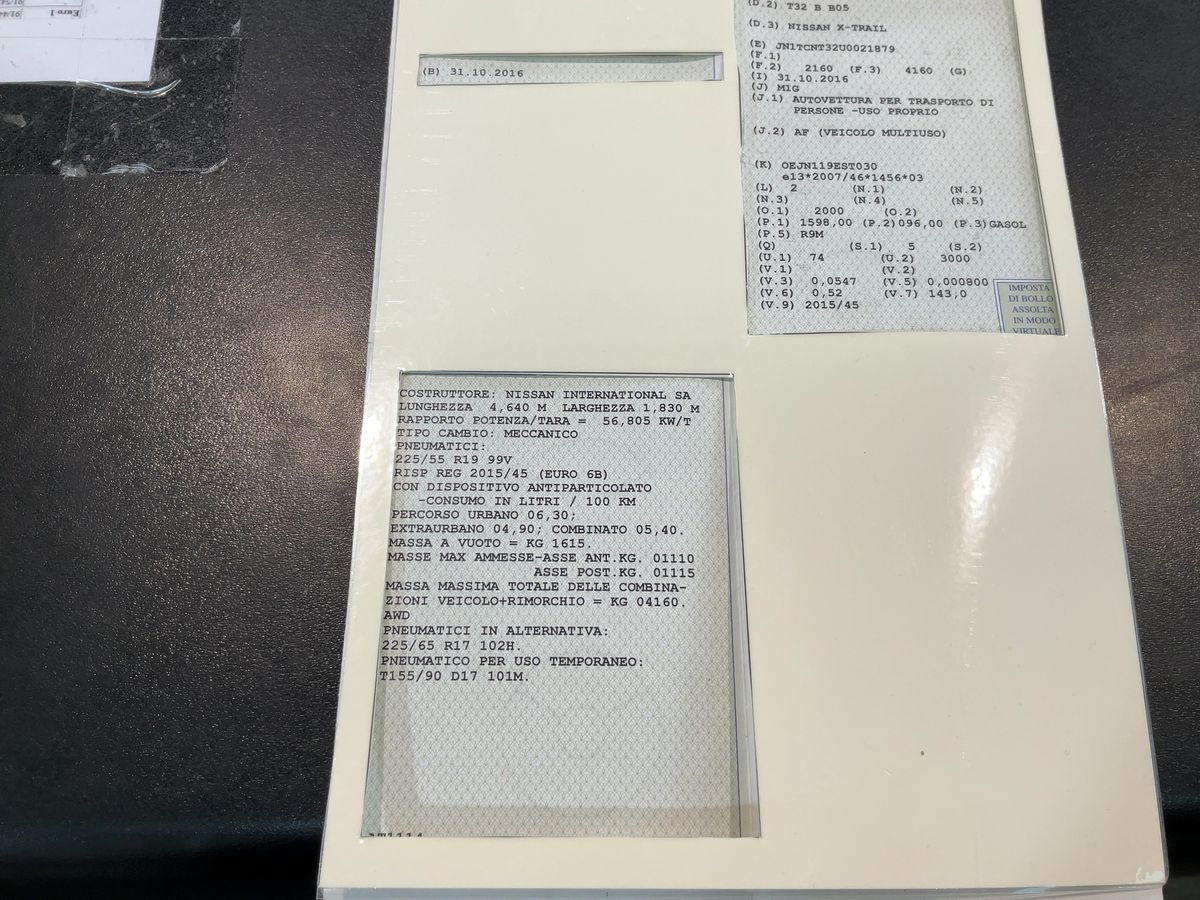 Euro 1
(B) 31.10.2016
(D.2) T32 B B05
(D.3) NISSAN X-TRAIL
(E) JN1TCNT32U0021879
(F.1)
(F.2) 2160 (F.3) 4160 (G)
(I) 31.10.2016
(J) M1G
(J.1) AUTOVETTURA PER TRASPORTO DI
PERSONE -USO PROPRIO
(J.2) AF (VEICOLO MULTIUSO)
(K) OEJN119EST030
e13*2007/46*1456*03
(L) 2 (N.1) (N.2)
(N.3) (N.4) (N.5)
(O.1) 2000 (O.2)
(P.1) 1598,00 (P.2)096,00 (P.3)GASOL
(P.5) R9M
(Q) (S.1) 5 (S.2)
(U.1) 74 (U.2) 3000
(V.1) (V.2)
(V.3) 0,0547 (V.5) 0,000800
(V.6) 0,52 (V.7) 143,0
(V.9) 2015/45
IMPOSTA
DI BOLLO
ASSOLTA
IN MODO
VIRTUALE
COSTRUTTORE: NISSAN INTERNATIONAL SA
LUNGHEZZA 4,640 M LARGHEZZA 1,830 M
RAPPORTO POTENZA/TARA = 56,805 KW/T
TIPO CAMBIO: MECCANICO
PNEUMATICI:
225/55 R19 99V
RISP REG 2015/45 (EURO 6B)
CON DISPOSITIVO ANTIPARTICOLATO
-CONSUMO IN LITRI / 100 KM
PERCORSO URBANO 06,30;
EXTRAURBANO 04,90; COMBINATO 05,40.
MASSA A VUOTO = KG 1615.
MASSE MAX AMMESSE-ASSE ANT.KG. 01110
ASSE POST.KG. 01115
MASSA MASSIMA TOTALE DELLE COMBINA-
ZIONI VEICOLO+RIMORCHIO = KG 04160.
AWD
PNEUMATICI IN ALTERNATIVA:
225/65 R17 102H.
PNEUMATICO PER USO TEMPORANEO:
T155/90 D17 101M.